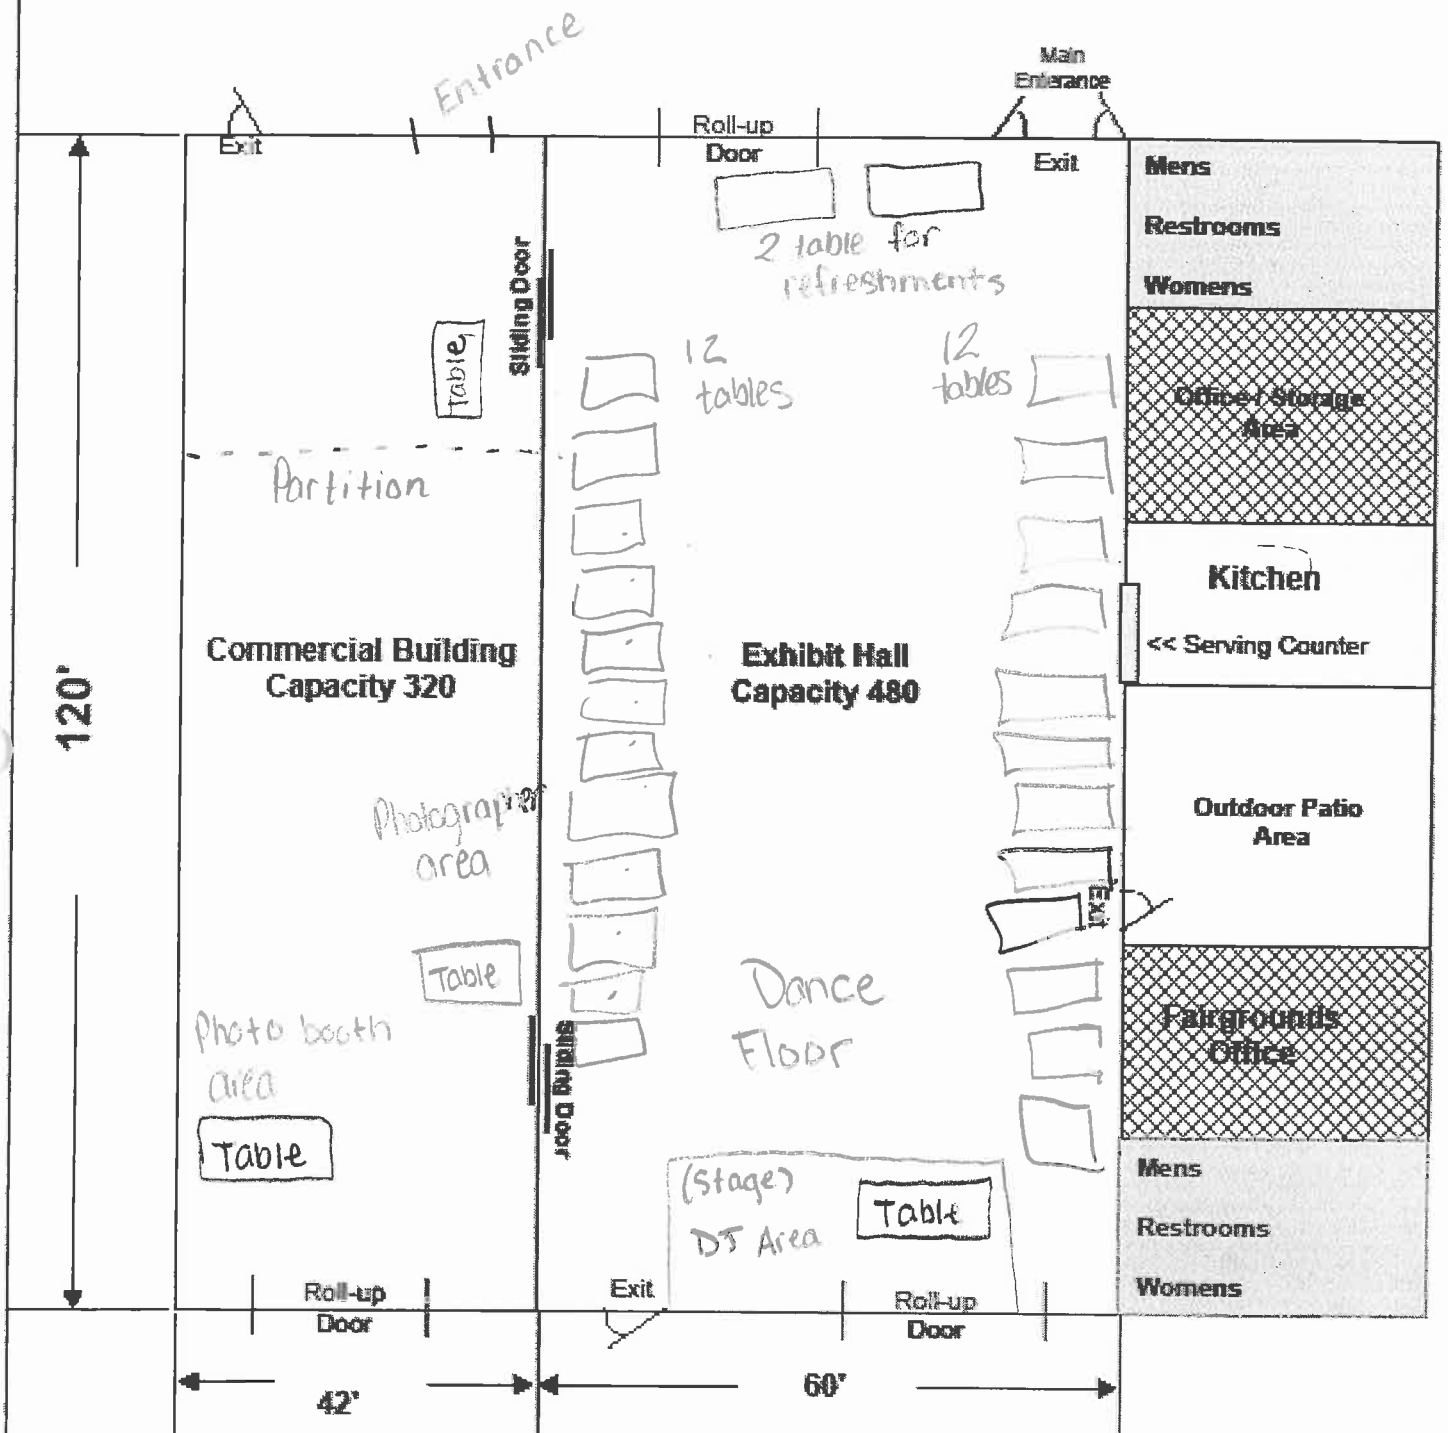 Entrance
Main
Enterance
Exit
Roll-up
Door
Exit
Mens
Restrooms
Womens
2 table for
refreshments
Sliding Door
Table
12
tables
12
tables
Office / Storage
Area
Partition
Kitchen
<< Serving Counter
120'
Commercial Building
Capacity 320
Exhibit Hall
Capacity 480
Photographer
area
Outdoor Patio
Area
Exit
Table
Dance
Floor
Photo booth
area
Sliding Door
Fairgrounds
Office
Table
(Stage)
DJ Area
Table
Mens
Restrooms
Womens
Roll-up
Door
Exit
Roll-up
Door
42'
60'